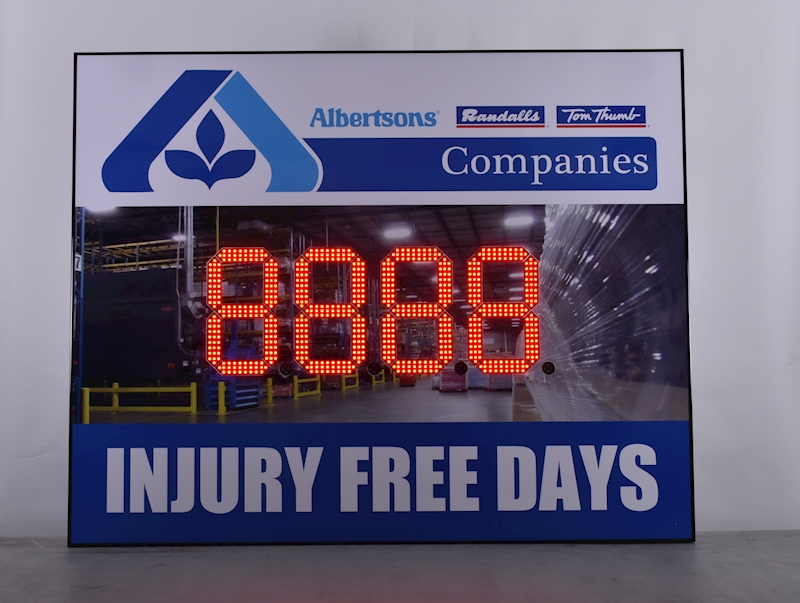 Albertsons® Randalls Tom Thumb
Companies
8888
INJURY FREE DAYS